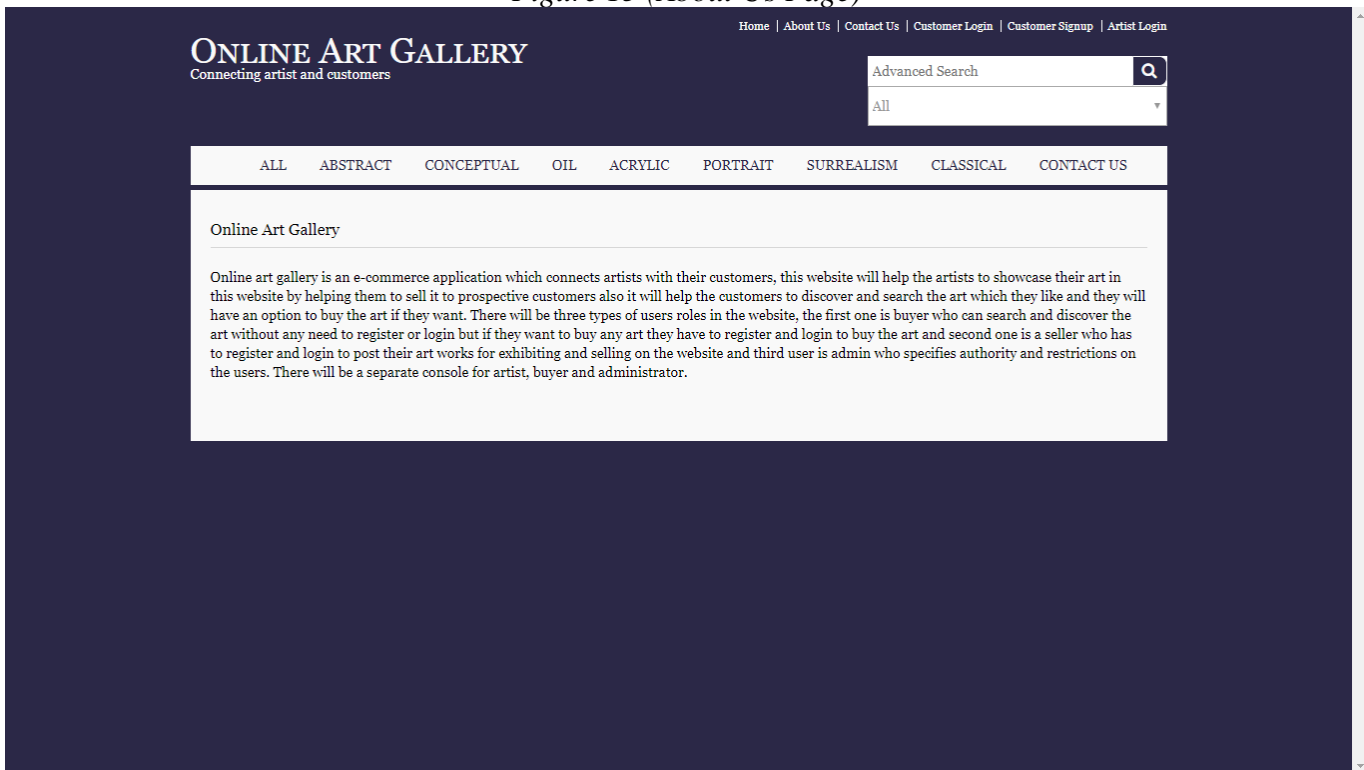 Figure 13 (About Us Page)
Home | About Us | Contact Us | Customer Login | Customer Signup | Artist Login
ONLINE ART GALLERY
Connecting artist and customers
Advanced Search
All
ALL ABSTRACT CONCEPTUAL OIL ACRYLIC PORTRAIT SURREALISM CLASSICAL CONTACT US
Online Art Gallery
Online art gallery is an e-commerce application which connects artists with their customers, this website will help the artists to showcase their art in
this website by helping them to sell it to prospective customers also it will help the customers to discover and search the art which they like and they will
have an option to buy the art if they want. There will be three types of users roles in the website, the first one is buyer who can search and discover the
art without any need to register or login but if they want to buy any art they have to register and login to buy the art and second one is a seller who has
to register and login to post their art works for exhibiting and selling on the website and third user is admin who specifies authority and restrictions on
the users. There will be a separate console for artist, buyer and administrator.